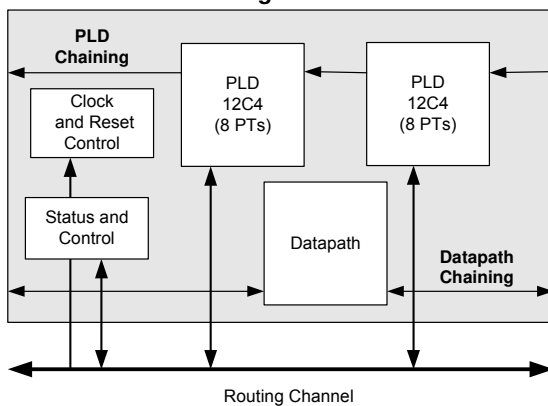 PLD
Chaining
PLD
12C4
(8 PTs)
PLD
12C4
(8 PTs)
Clock
and Reset
Control
Status and
Control
Datapath
Datapath
Chaining
Routing Channel